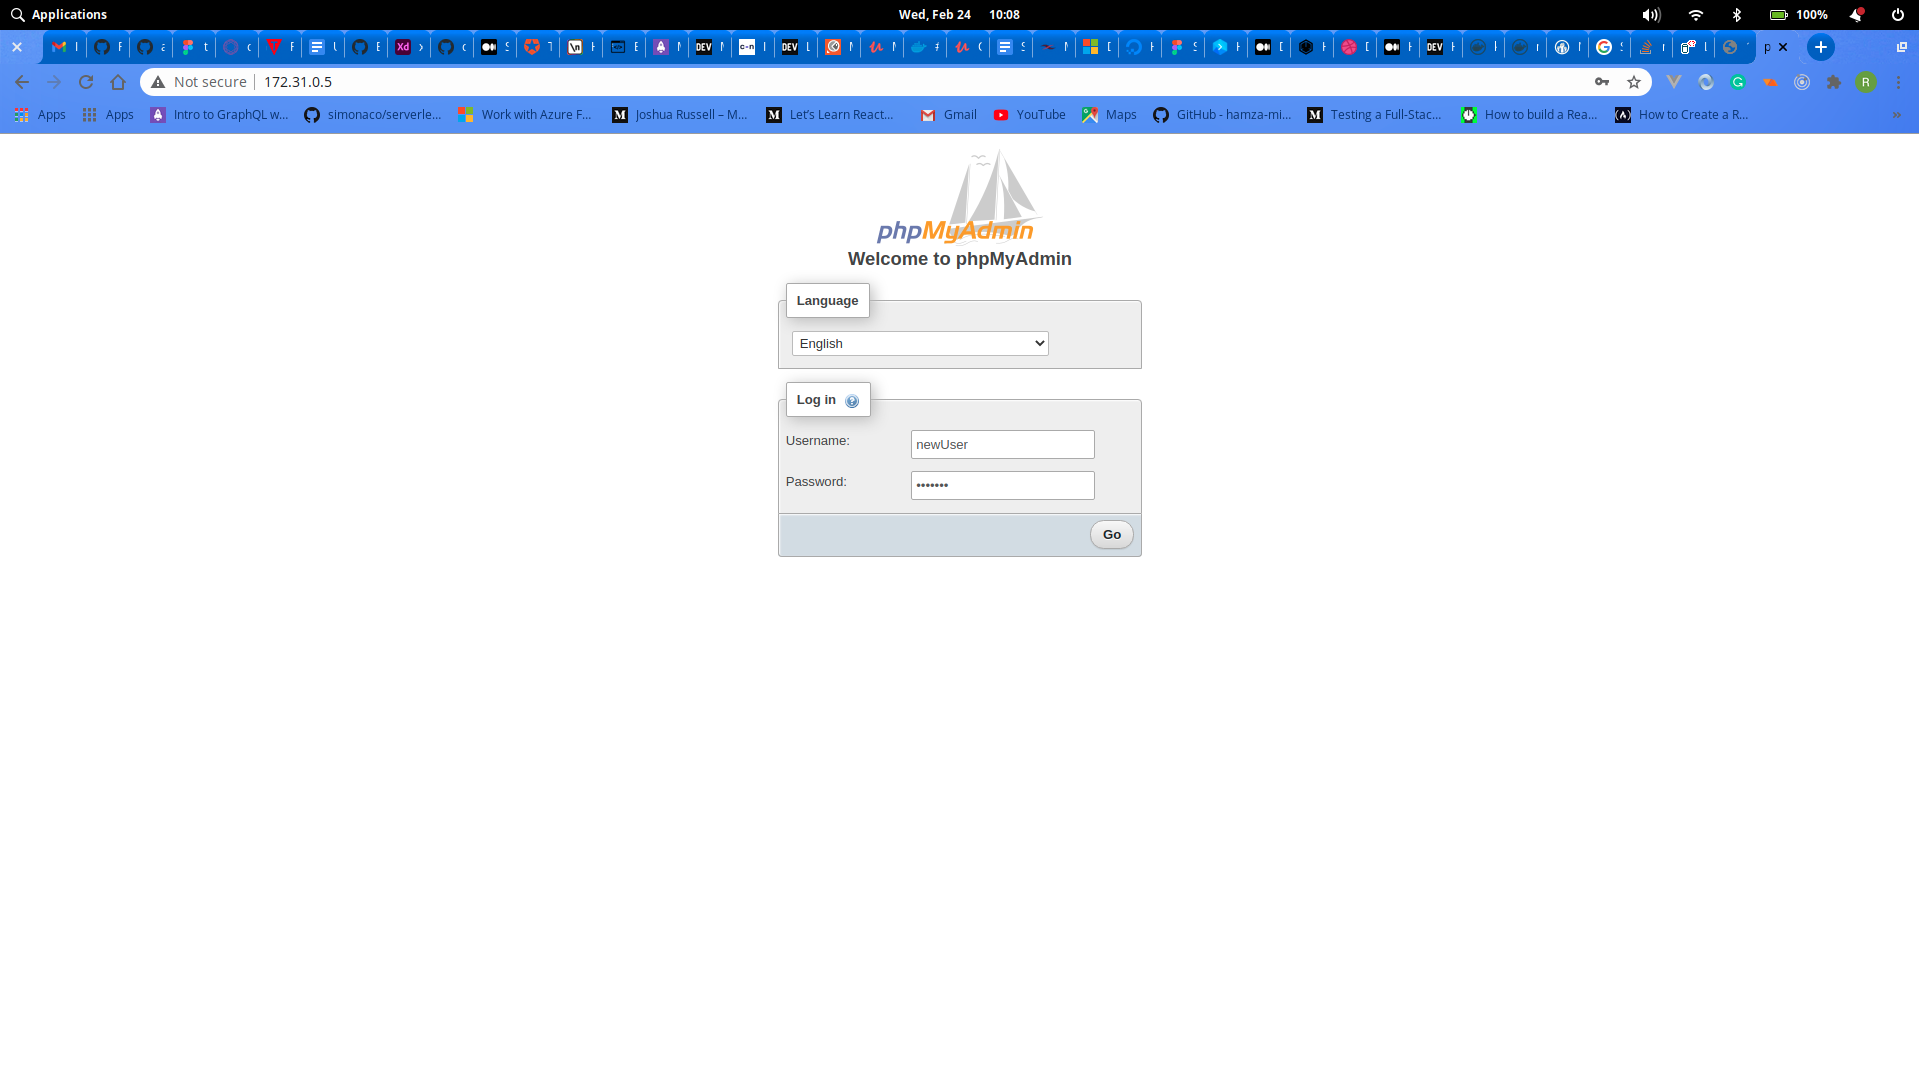 Applications
Wed, Feb 24 10:08
100%
Not secure 172.31.0.5
Apps
Apps
Intro to GraphQL w...
simonaco/serverle...
Work with Azure F...
Joshua Russell – M...
Let's Learn React...
Gmail
YouTube
Maps
GitHub - hamza-mi...
Testing a Full-Stac...
How to build a Rea...
How to Create a R...
phpMyAdmin
Welcome to phpMyAdmin
Language
English
Log in
Username:
newUser
Password:
•••••••
Go